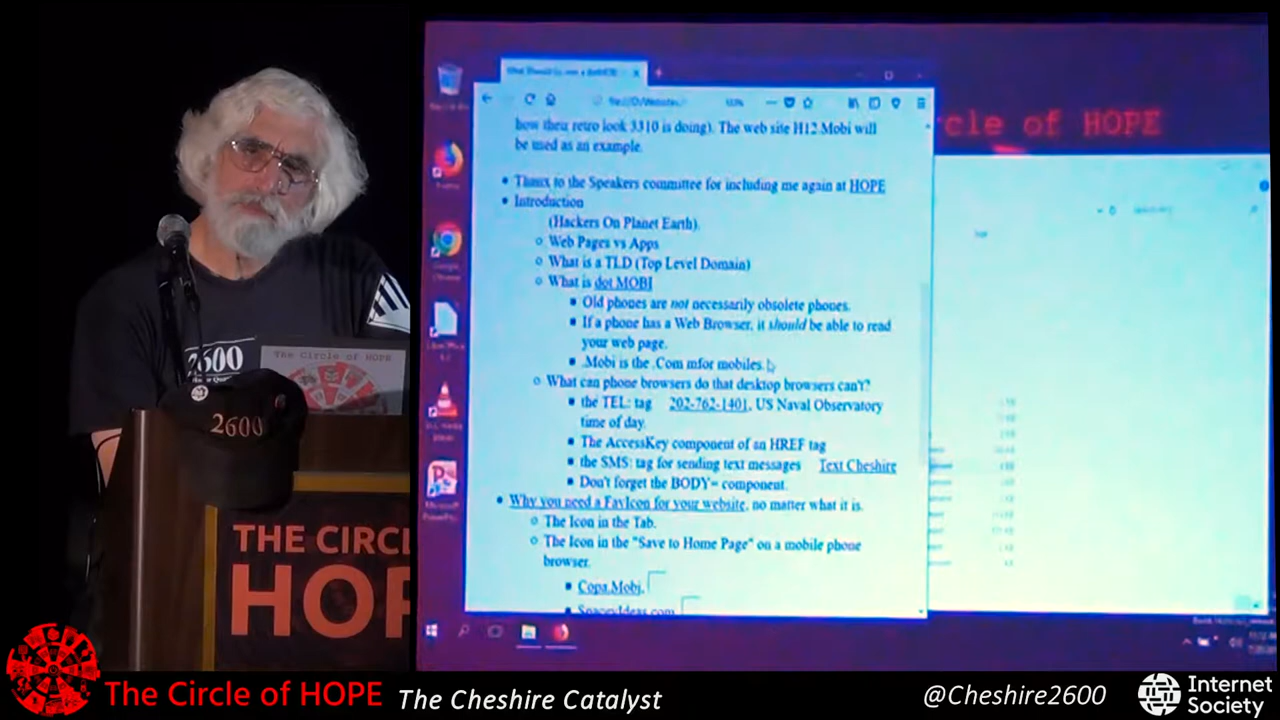 how their retro look 3310 is doing). The web site H12.Mobi will
be used as an example.
Thanx to the Speakers committee for including me again at HOPE
Introduction
(Hackers On Planet Earth).
Web Pages vs Apps
What is a TLD (Top Level Domain)
What is dot MOBI
Old phones are not necessarily obsolete phones.
If a phone has a Web Browser, it should be able to read
your web page.
.Mobi is the .Com mfor mobiles.
What can phone browsers do that desktop browsers can't?
the TEL: tag 202-762-1401, US Naval Observatory
time of day.
The AccessKey component of an HREF tag
the SMS: tag for sending text messages Text Cheshire
Don't forget the BODY= component.
Why you need a FavIcon for your website, no matter what it is.
The Icon in the Tab.
The Icon in the "Save to Home Page" on a mobile phone
browser.
Copa.Mobi,
SpaceyIdeas.com
cle of HOPE
2600
The Circle of HOPE
2600
THE CIRCL
HOP
The Circle of HOPE
The Cheshire Catalyst
@Cheshire2600
Internet
Society